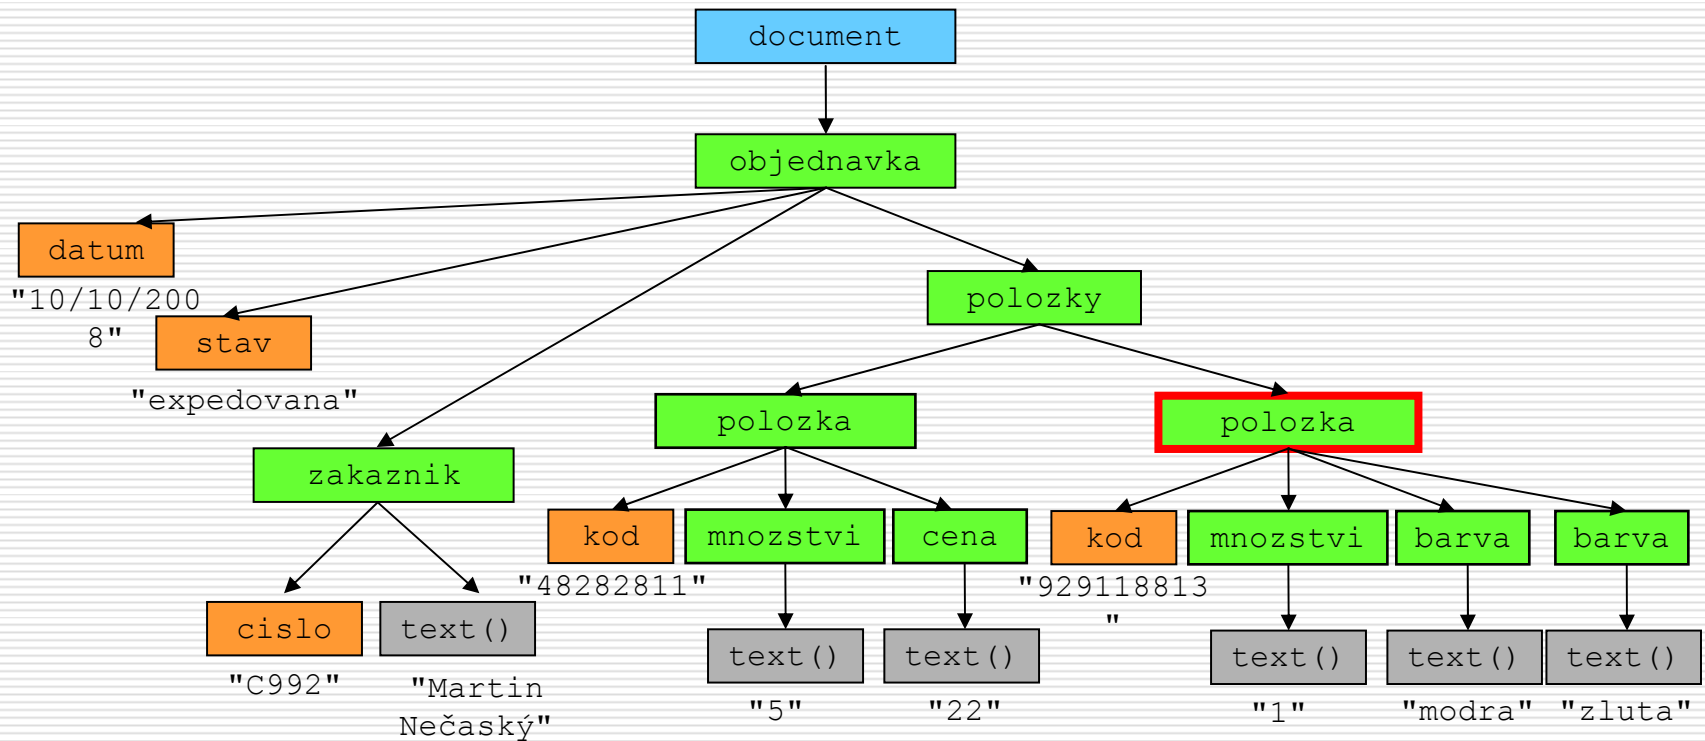 document
objednavka
datum
"10/10/200
8"
stav
"expedovana"
polozky
polozka
polozka
zakaznik
kod
mnozstvi
cena
kod
mnozstvi
barva
barva
"48282811"
"929118813
"
cislo
text()
text()
text()
text()
text()
text()
"C992"
"Martin
Nečaský"
"5"
"22"
"1"
"modra"
"zluta"